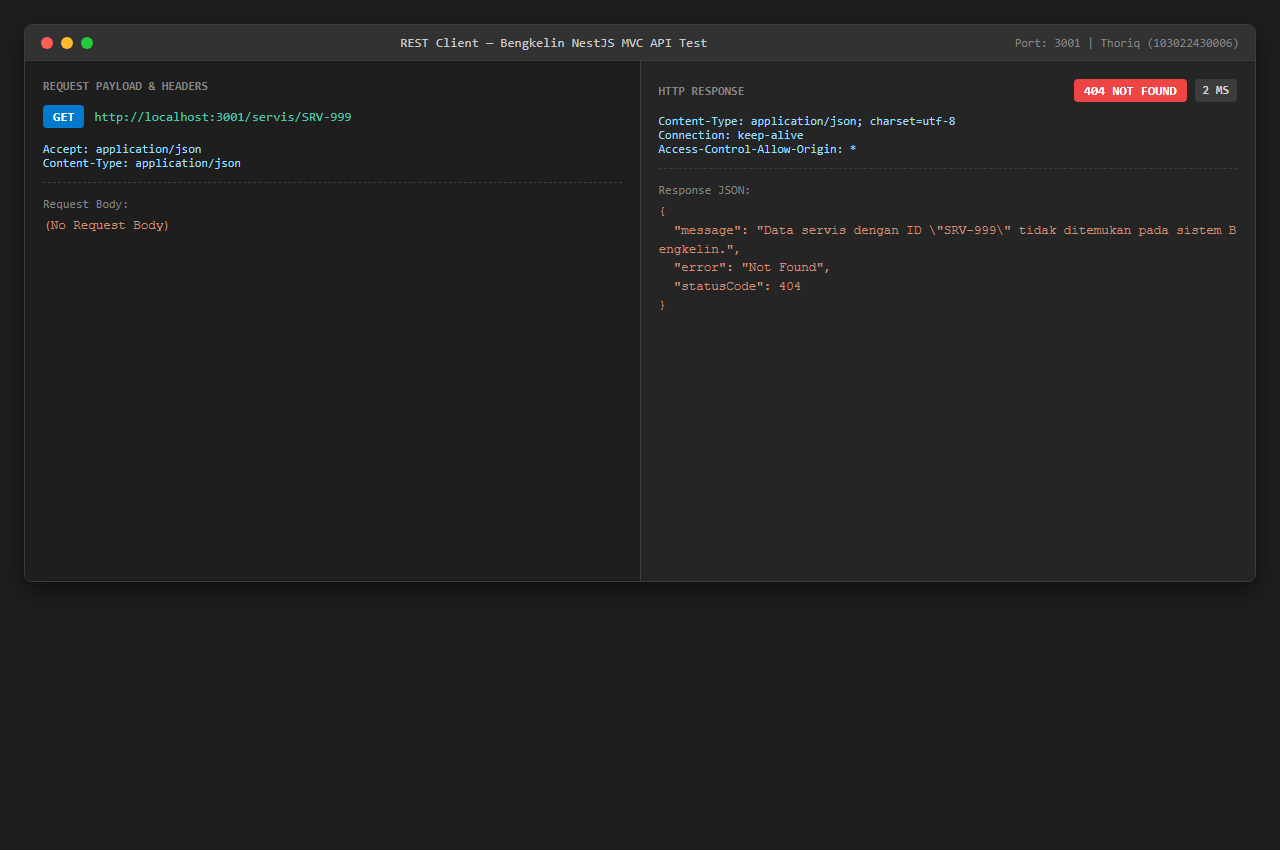 REST Client — Bengkelin NestJS MVC API Test
Port: 3001 | Thoriq (103022430006)
REQUEST PAYLOAD & HEADERS
GET http://localhost:3001/servis/SRV-999
Accept: application/json
Content-Type: application/json
Request Body:
(No Request Body)
HTTP RESPONSE
404 NOT FOUND
2 MS
Content-Type: application/json; charset=utf-8
Connection: keep-alive
Access-Control-Allow-Origin: *
Response JSON:
{
  "message": "Data servis dengan ID \"SRV-999\" tidak ditemukan pada sistem B
engkelin.",
  "error": "Not Found",
  "statusCode": 404
}